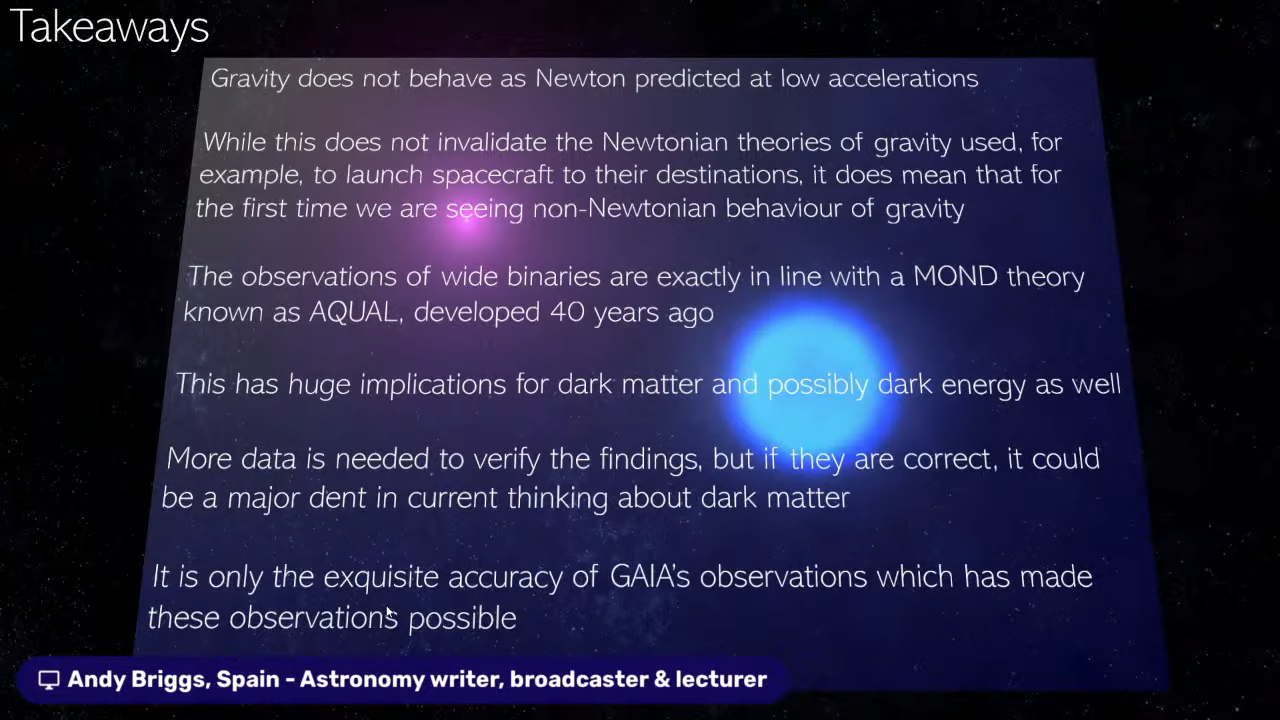 Takeaways
Gravity does not behave as Newton predicted at low accelerations
While this does not invalidate the Newtonian theories of gravity used, for
example, to launch spacecraft to their destinations, it does mean that for
the first time we are seeing non-Newtonian behaviour of gravity
The observations of wide binaries are exactly in line with a MOND theory
known as AQUAL, developed 40 years ago
This has huge implications for dark matter and possibly dark energy as well
More data is needed to verify the findings, but if they are correct, it could
be a major dent in current thinking about dark matter
It is only the exquisite accuracy of GAIA's observations which has made
these observations possible
Andy Briggs, Spain - Astronomy writer, broadcaster & lecturer